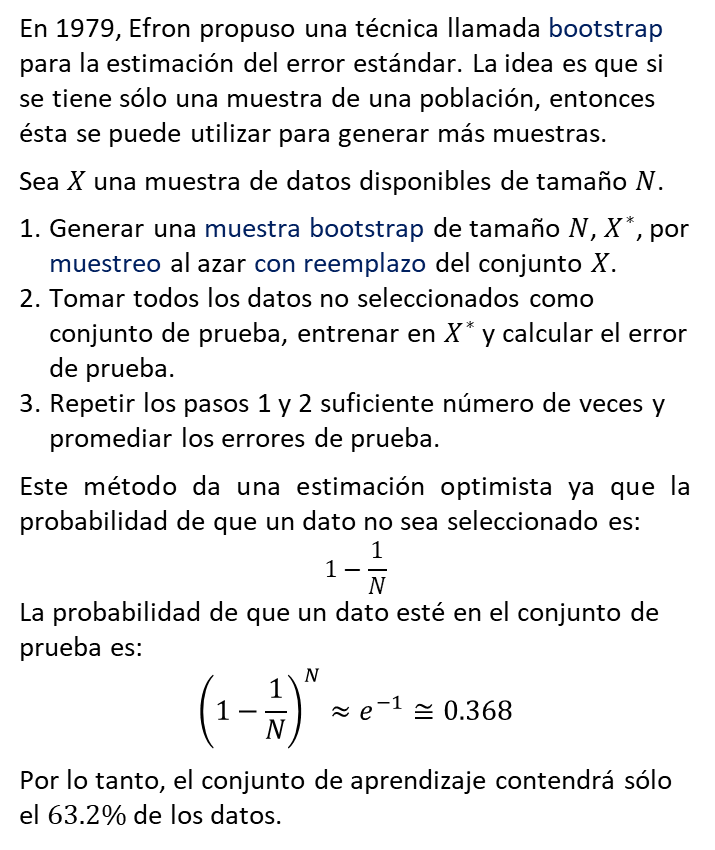 En 1979, Efron propuso una técnica llamada bootstrap
para la estimación del error estándar. La idea es que si
se tiene sólo una muestra de una población, entonces
ésta se puede utilizar para generar más muestras.
Sea X una muestra de datos disponibles de tamaño N.
1. Generar una muestra bootstrap de tamaño N, X*, por
muestreo al azar con reemplazo del conjunto X.
2. Tomar todos los datos no seleccionados como
conjunto de prueba, entrenar en X* y calcular el error
de prueba.
3. Repetir los pasos 1 y 2 suficiente número de veces y
promediar los errores de prueba.
Este método da una estimación optimista ya que la
probabilidad de que un dato no sea seleccionado es:
1 − 1/N
La probabilidad de que un dato esté en el conjunto de
prueba es:
(1 − 1/N)^N ≈ e^−1 ≅ 0.368
Por lo tanto, el conjunto de aprendizaje contendrá sólo
el 63.2% de los datos.